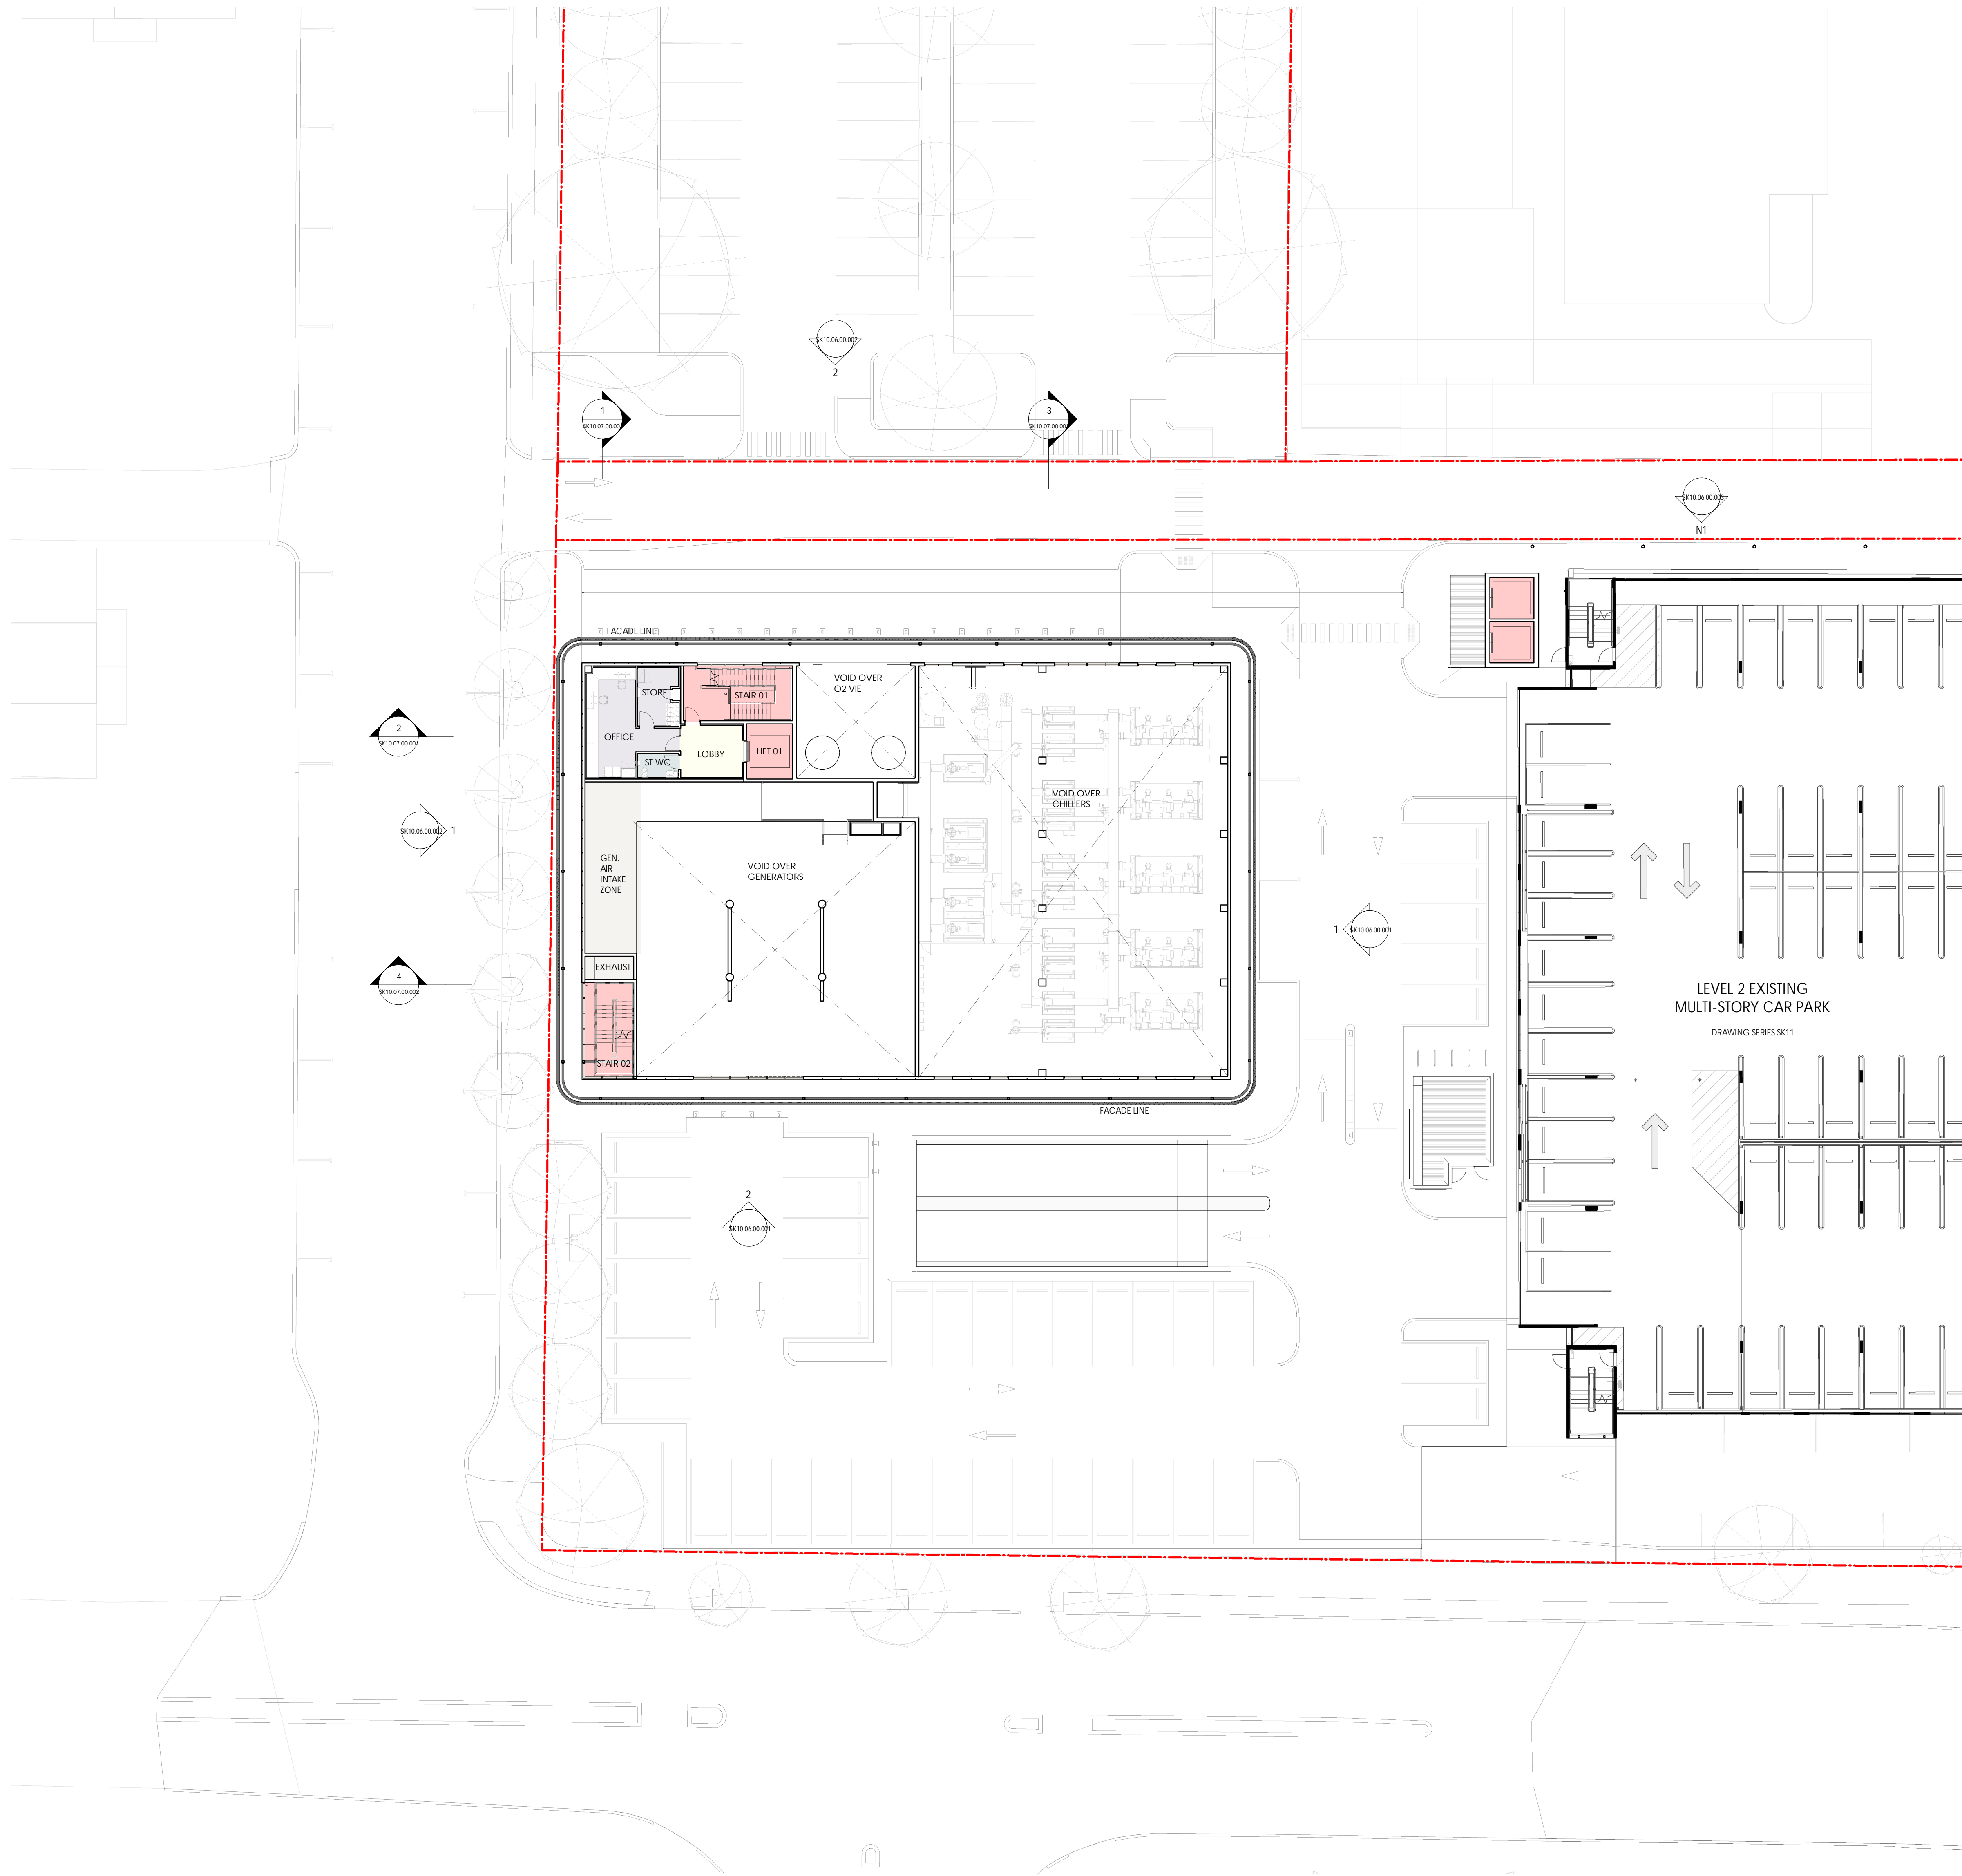 SK10.06.00.002
2
1
SK10.07.00.00
3
SK10.07.00.00
SK10.06.00.003
N1
FACADE LINE
STORE
STAIR 01
VOID OVER
O2 VIE
OFFICE
LOBBY
LIFT 01
ST WC
2
SK10.07.00.001
VOID OVER
CHILLERS
SK10.06.00.002
1
GEN.
AIR
INTAKE
ZONE
VOID OVER
GENERATORS
1
SK10.06.00.001
EXHAUST
4
SK10.07.00.002
LEVEL 2 EXISTING
MULTI-STORY CAR PARK
DRAWING SERIES SK11
STAIR 02
FACADE LINE
2
SK10.06.00.001